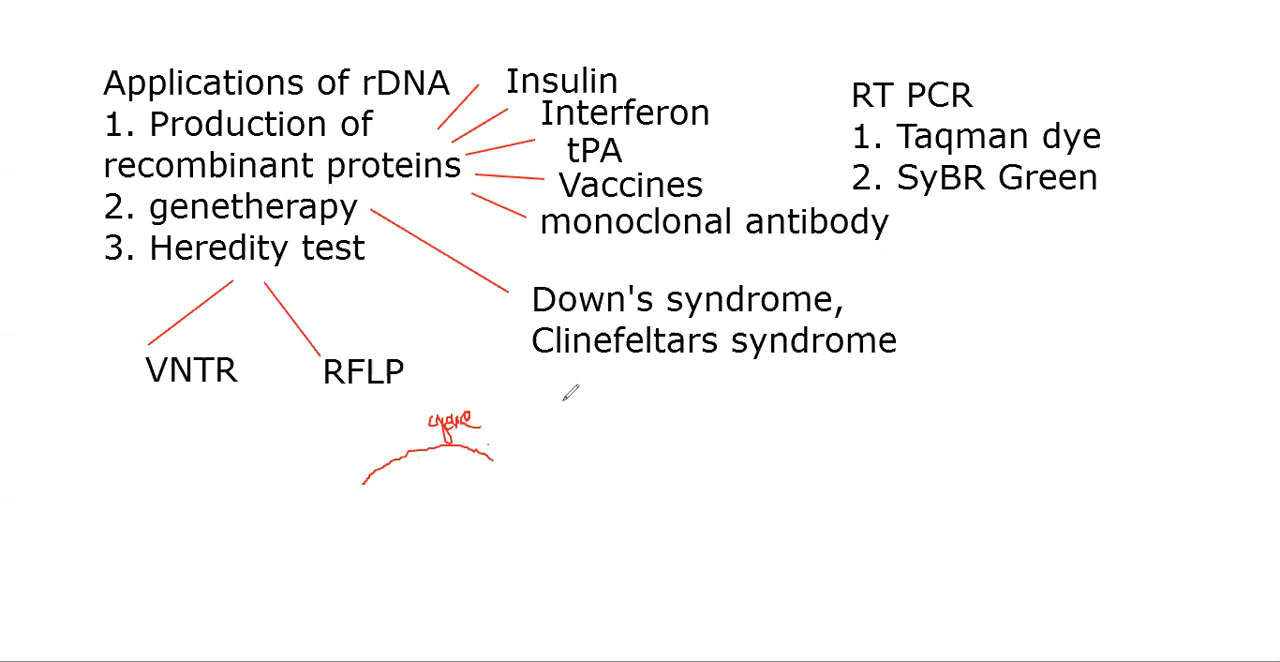 Applications of rDNA
1. Production of
recombinant proteins
2. genetherapy
3. Heredity test
Insulin
Interferon
tPA
Vaccines
monoclonal antibody
Down's syndrome,
Clinefeltars syndrome
VNTR
RFLP
RT PCR
1. Taqman dye
2. SyBR Green